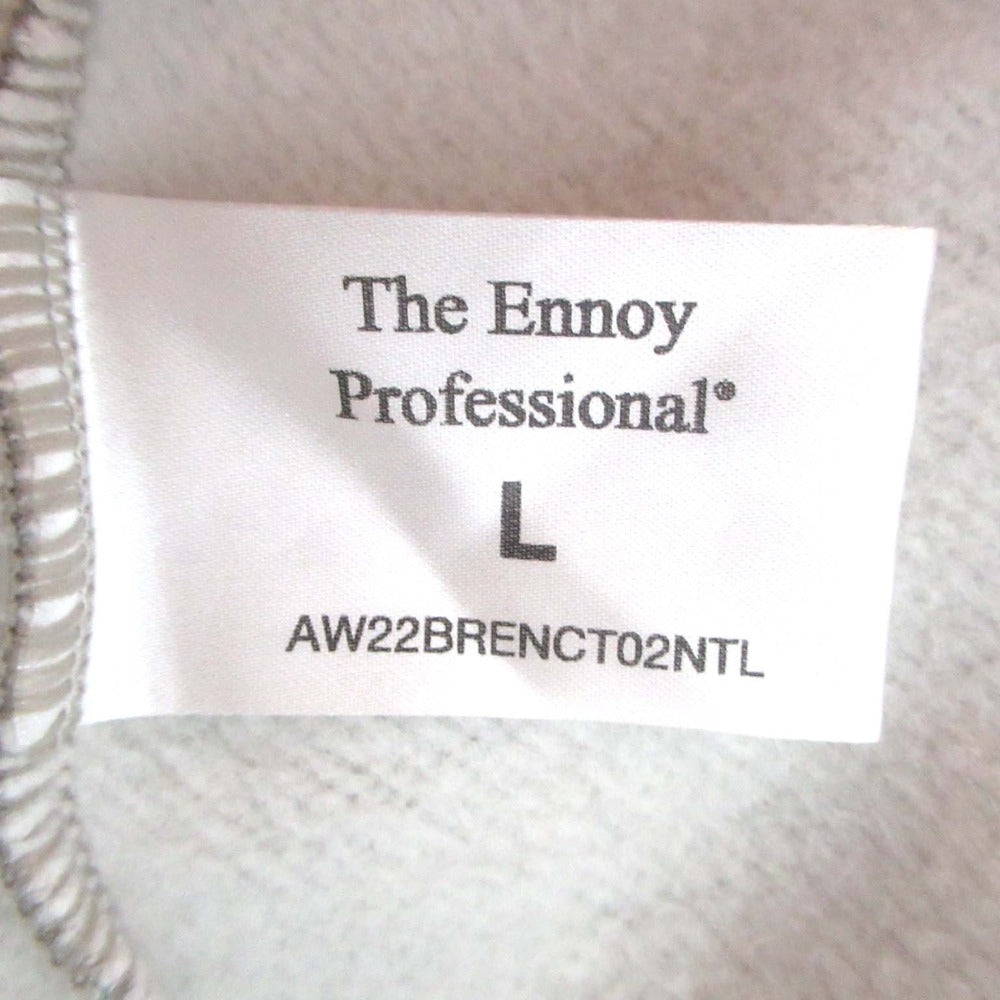 The Ennoy
Professional®
L
AW22BRENCT02NTL